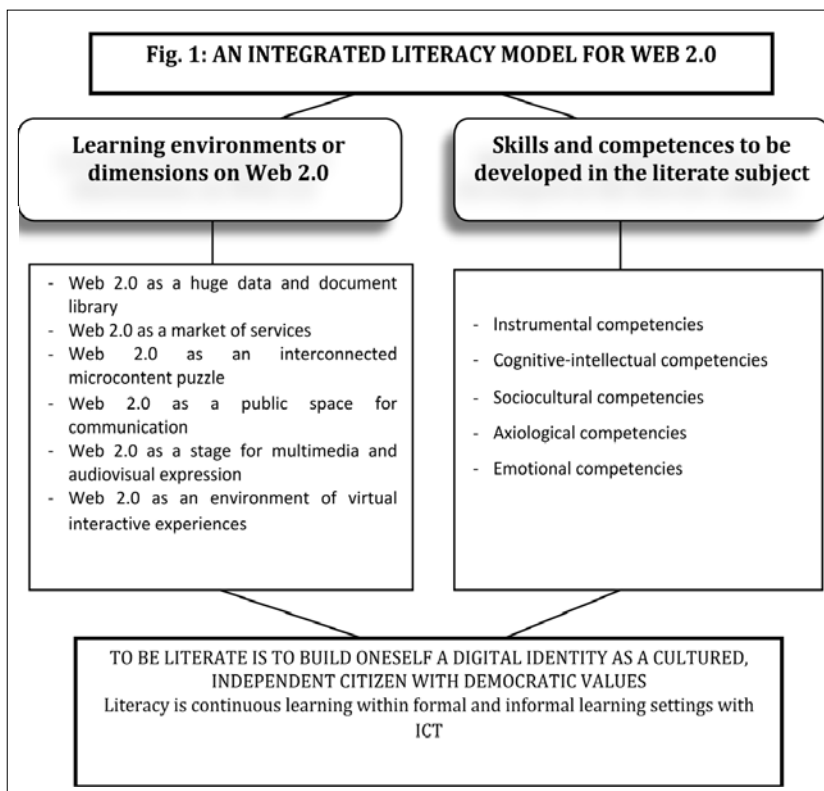 Fig. 1: AN INTEGRATED LITERACY MODEL FOR WEB 2.0
Learning environments or
dimensions on Web 2.0
Skills and competences to be
developed in the literate subject
- Web 2.0 as a huge data and document
library
- Web 2.0 as a market of services
- Web 2.0 as an interconnected
microcontent puzzle
- Web 2.0 as a public space for
communication
- Web 2.0 as a stage for multimedia and
audiovisual expression
- Web 2.0 as an environment of virtual
interactive experiences
- Instrumental competencies
- Cognitive-intellectual competencies
- Sociocultural competencies
- Axiological competencies
- Emotional competencies
TO BE LITERATE IS TO BUILD ONESELF A DIGITAL IDENTITY AS A CULTURED,
INDEPENDENT CITIZEN WITH DEMOCRATIC VALUES
Literacy is continuous learning within formal and informal learning settings with
ICT